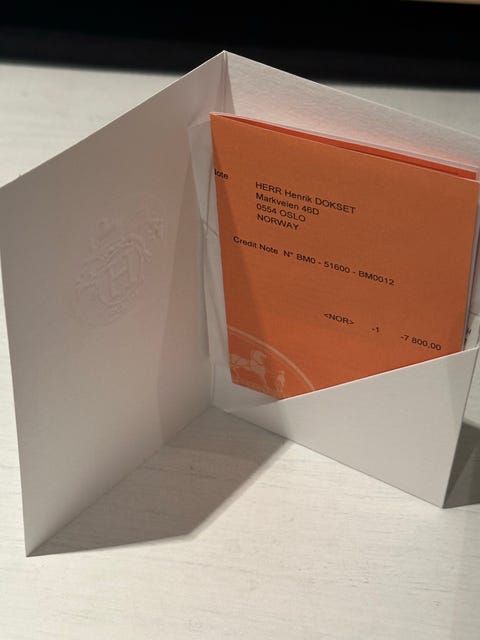 Note
HERR Henrik DOKSET
Markveien 46D
0554 OSLO
NORWAY
Credit Note N° BM0 - 51600 - BM0012
<NOR> -1 -7 800,00